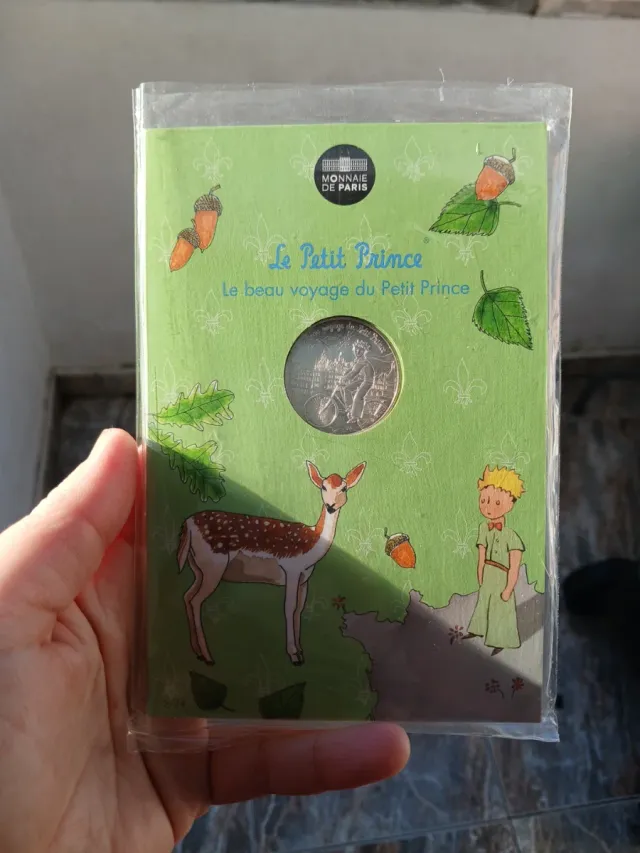 MONNAIE
DE PARIS
Le Petit Prince®
Le beau voyage du Petit Prince